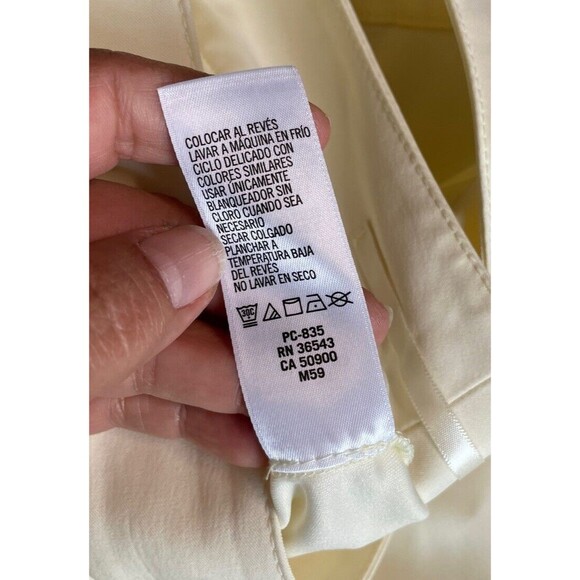 COLOCAR AL REVÉS
LAVAR A MÁQUINA EN FRÍO
CICLO DELICADO CON
COLORES SIMILARES
USAR ÚNICAMENTE
BLANQUEADOR SIN
CLORO CUANDO SEA
NECESARIO
SECAR COLGADO
PLANCHAR A
TEMPERATURA BAJA
DEL REVÉS
NO LAVAR EN SECO
30C
PC-835
RN 36543
CA 50900
M59